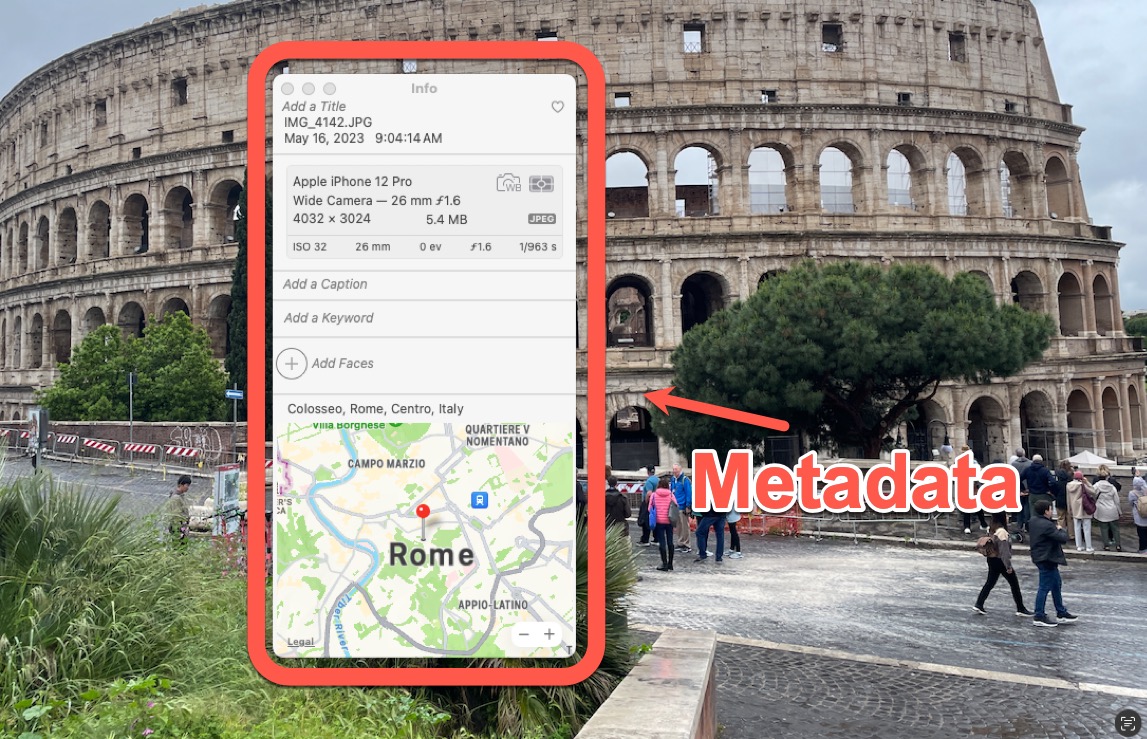 Info
Add a Title
IMG_4142.JPG
May 16, 2023 9:04:14 AM
Apple iPhone 12 Pro
WB
Wide Camera — 26 mm ƒ1.6
4032 × 3024 5.4 MB JPEG
ISO 32 26 mm 0 ev ƒ1.6 1/963 s
Add a Caption
Add a Keyword
Add Faces
Colosseo, Rome, Centro, Italy
Villa Borghese
QUARTIERE V
NOMENTANO
CAMPO MARZIO
Metadata
Rome
APPIO-LATINO
Tiber River
Legal